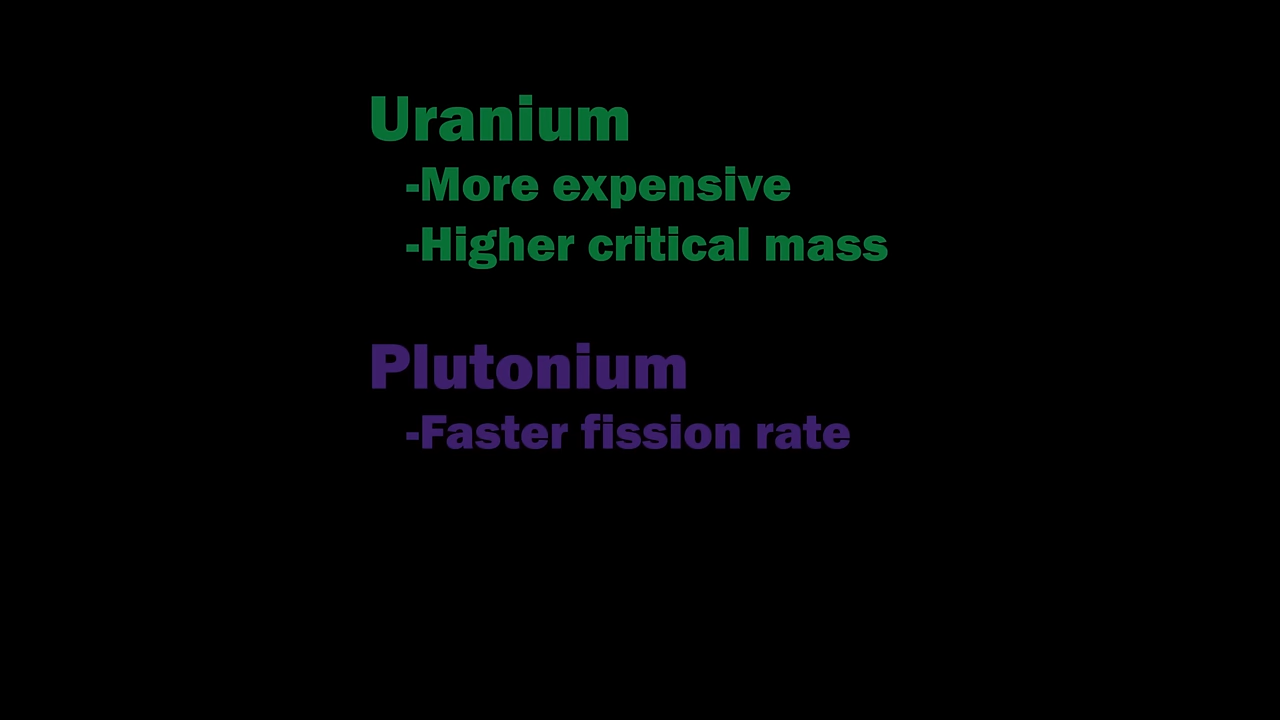 Uranium
-More expensive
-Higher critical mass
Plutonium
-Faster fission rate